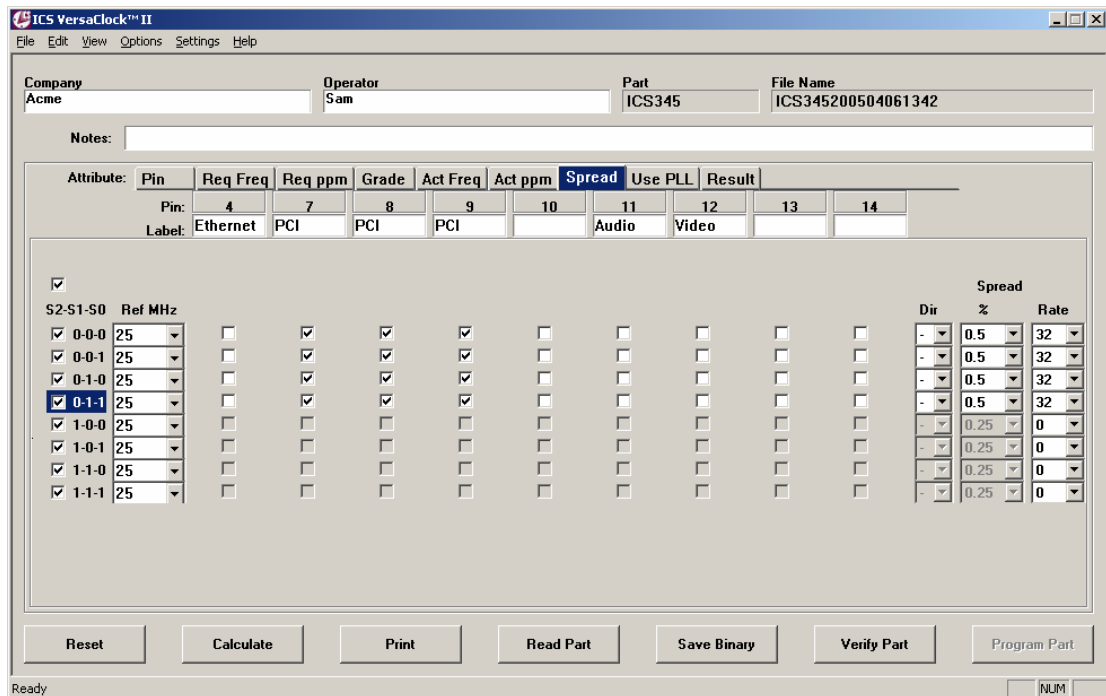 ICS VersaClock™ II
File Edit View Options Settings Help
Company Operator Part File Name
Acme Sam ICS345 ICS345200504061342
Notes:
Attribute: Pin Req Freq Req ppm Grade Act Freq Act ppm Spread Use PLL Result
Pin: 4 7 8 9 10 11 12 13 14
Label: Ethernet PCI PCI PCI Audio Video
Spread
S2-S1-S0 Ref MHz Dir % Rate
0-0-0 25 - 0.5 32
0-0-1 25 - 0.5 32
0-1-0 25 - 0.5 32
0-1-1 25 - 0.5 32
1-0-0 25 - 0.25 0
1-0-1 25 - 0.25 0
1-1-0 25 - 0.25 0
1-1-1 25 - 0.25 0
Reset Calculate Print Read Part Save Binary Verify Part Program Part
Ready NUM